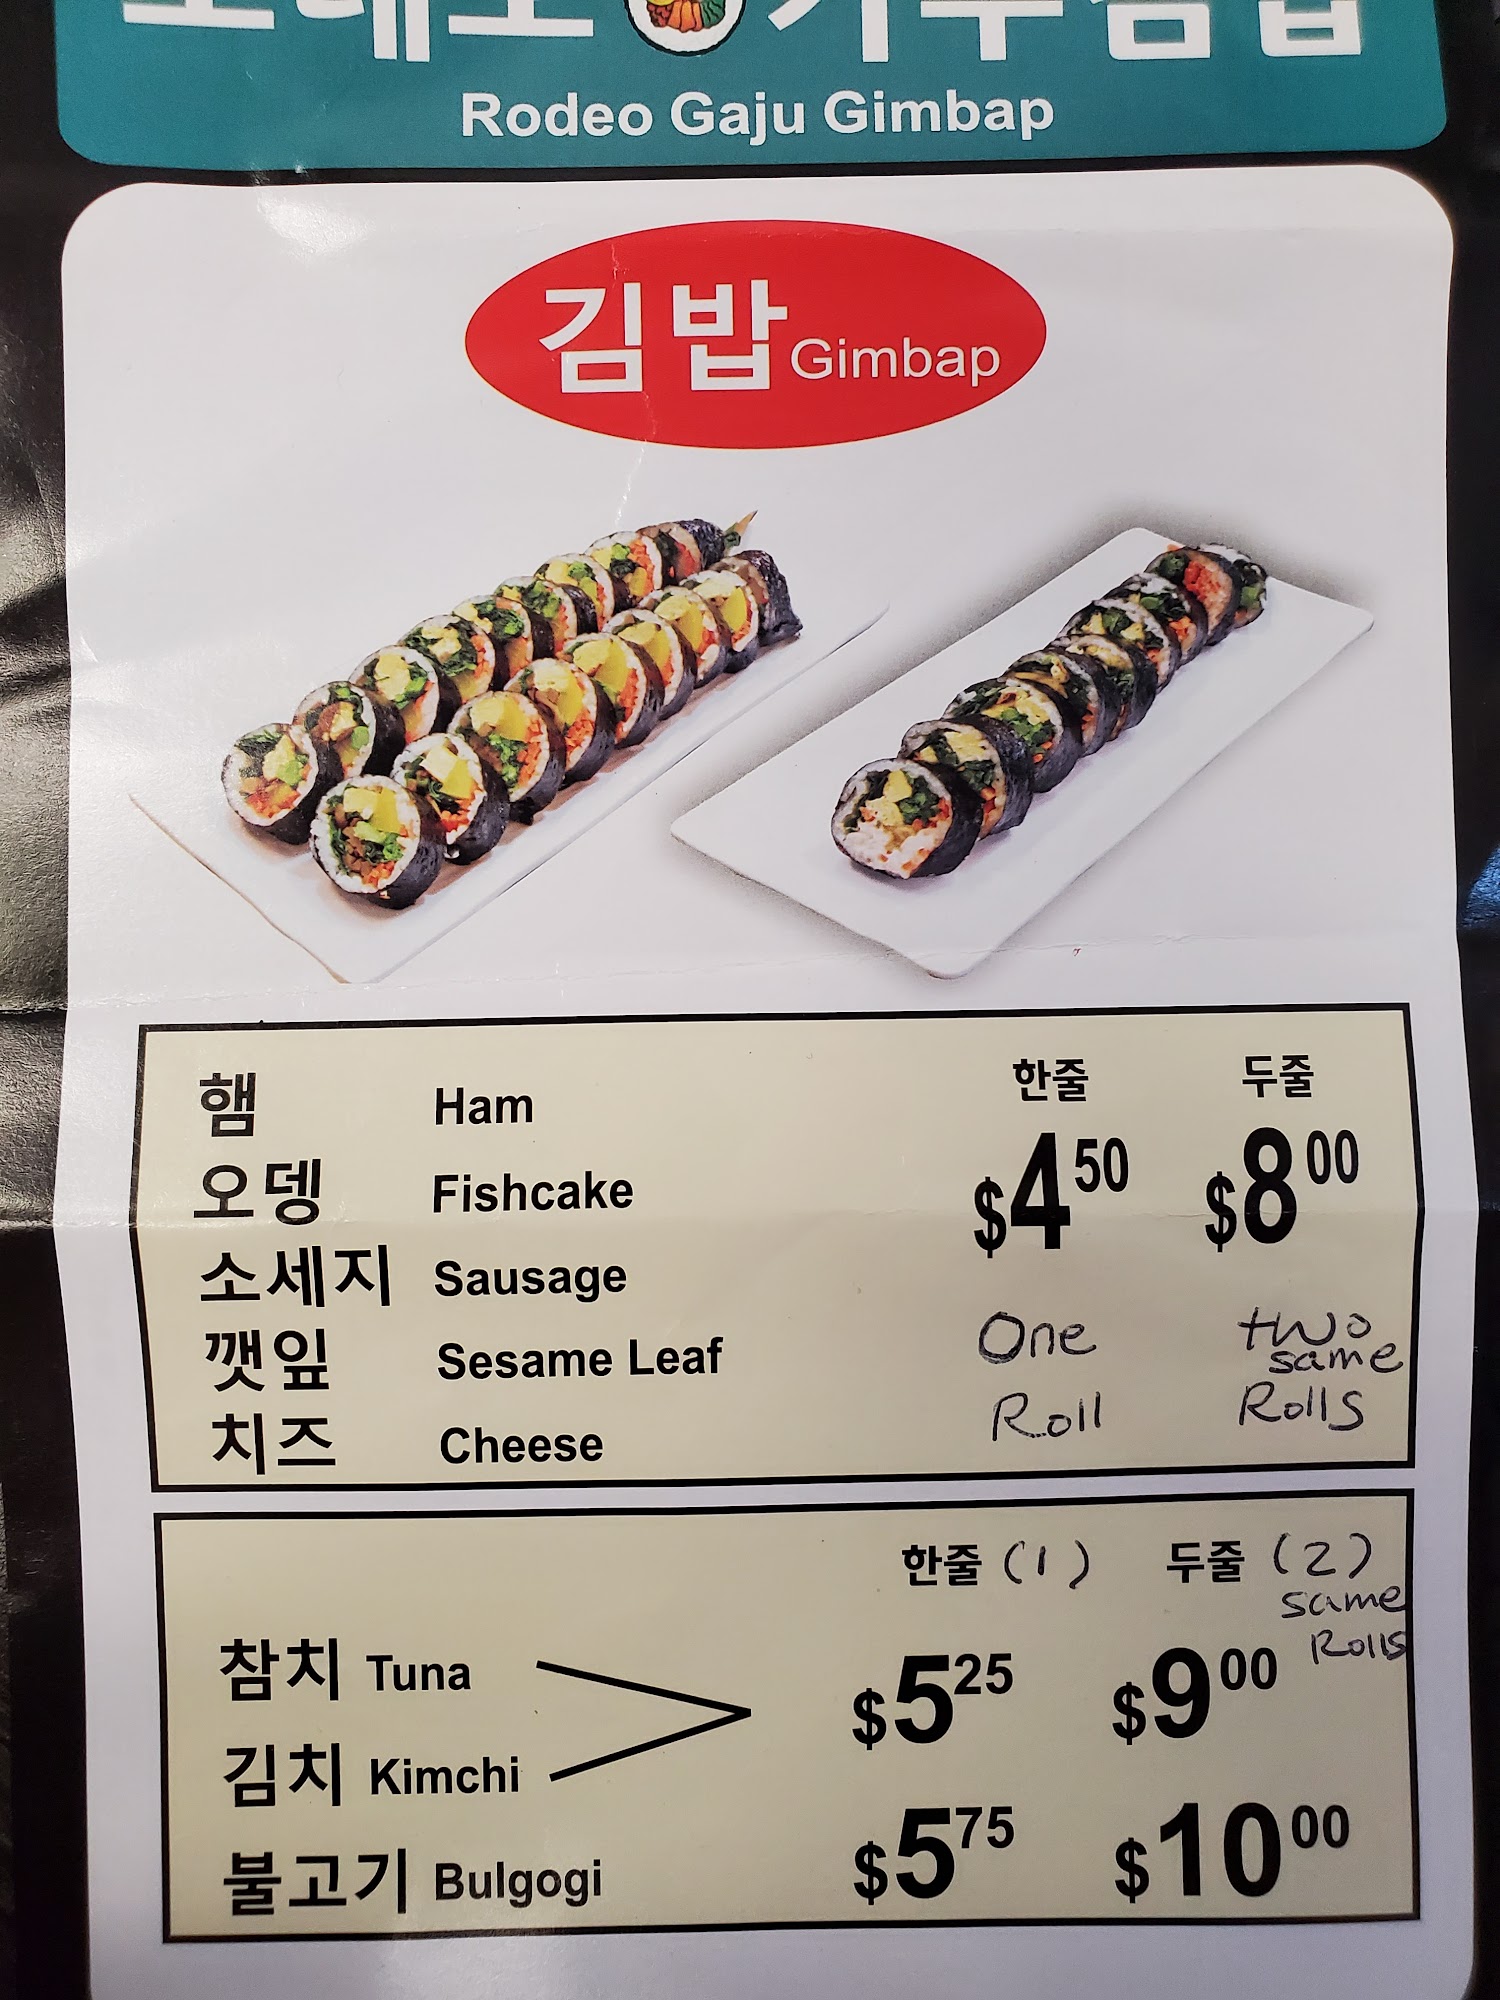 Rodeo Gaju Gimbap
김밥 Gimbap
한줄 두줄
햄 Ham
오뎅 Fishcake $4.50 $8.00
소세지 Sausage
깻잎 Sesame Leaf One two same
치즈 Cheese Roll Rolls
한줄 (1) 두줄 (2) same Rolls
참치 Tuna $5.25 $9.00
김치 Kimchi
불고기 Bulgogi $5.75 $10.00